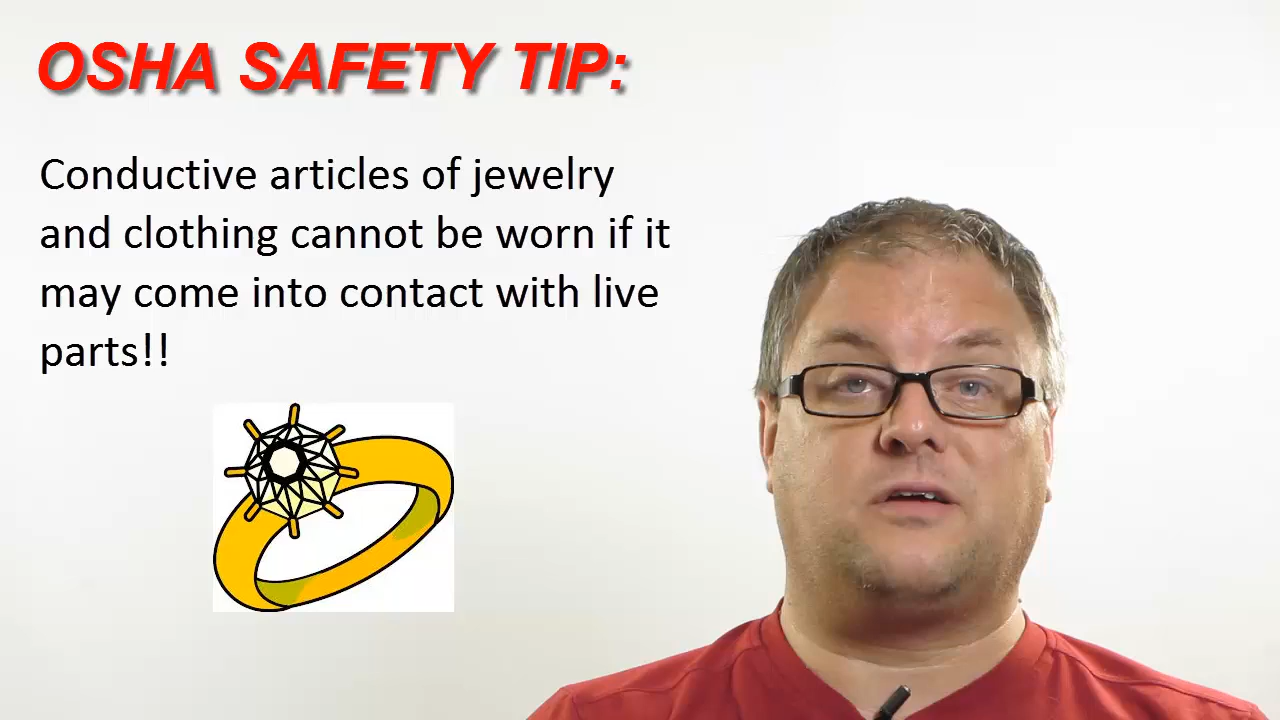 OSHA SAFETY TIP:
Conductive articles of jewelry
and clothing cannot be worn if it
may come into contact with live
parts!!